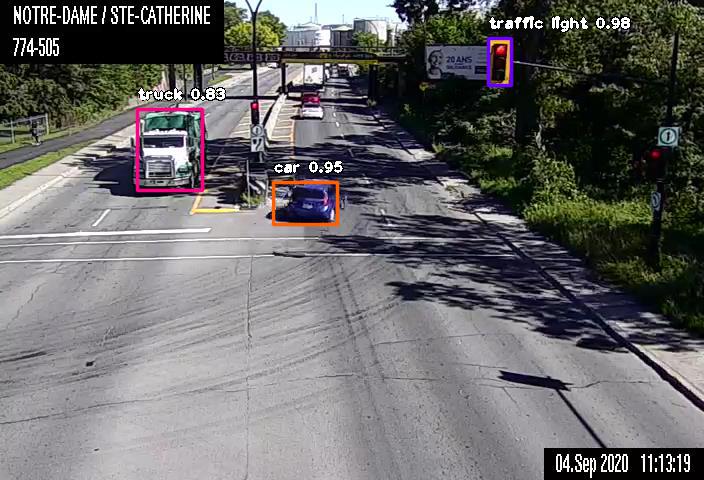 NOTRE-DAME / STE-CATHERINE
774-505
traffic light 0.98
20 ANS
truck 0.83
car 0.95
04.Sep 2020 11:13:19